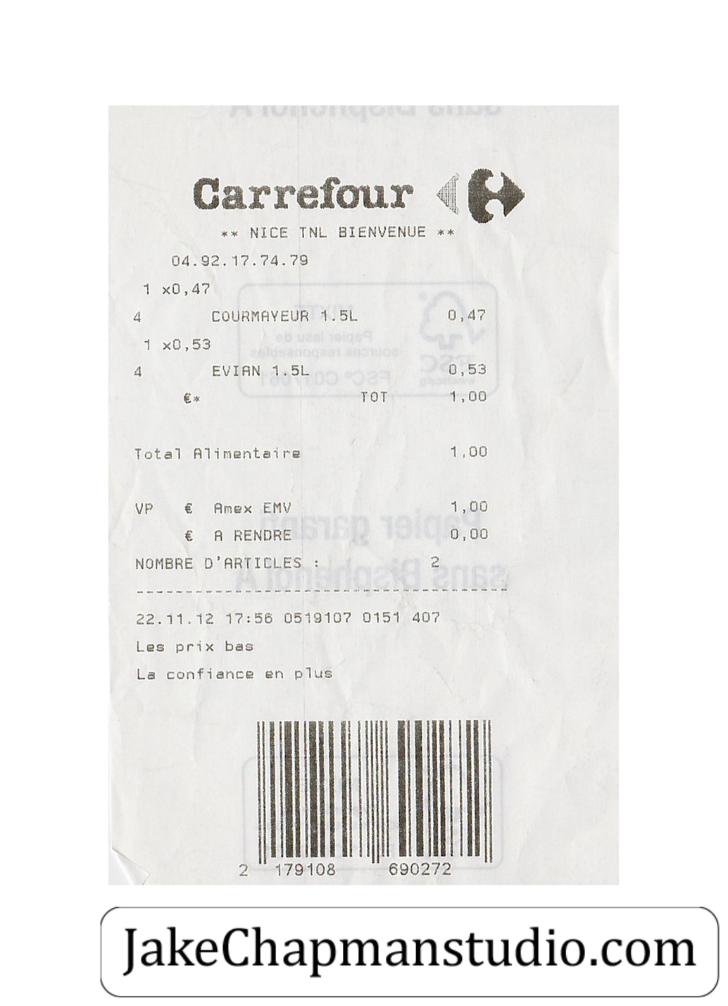 Carrefour
** NICE TNL BIENVENUE **
04.92.17.74.79
1 x0,47
4 COURMAYEUR 1.5L 0,47
1 x0,53
4 EVIAN 1.5L 0,53
€* TOT 1,00
Total Alimentaire 1,00
VP € Amex EMV 1,00
€ A RENDRE 0,00
NOMBRE D'ARTICLES : 2
22.11.12 17:56 0519107 0151 407
Les prix bas
La confiance en plus
2 179108 690272
JakeChapmanstudio.com